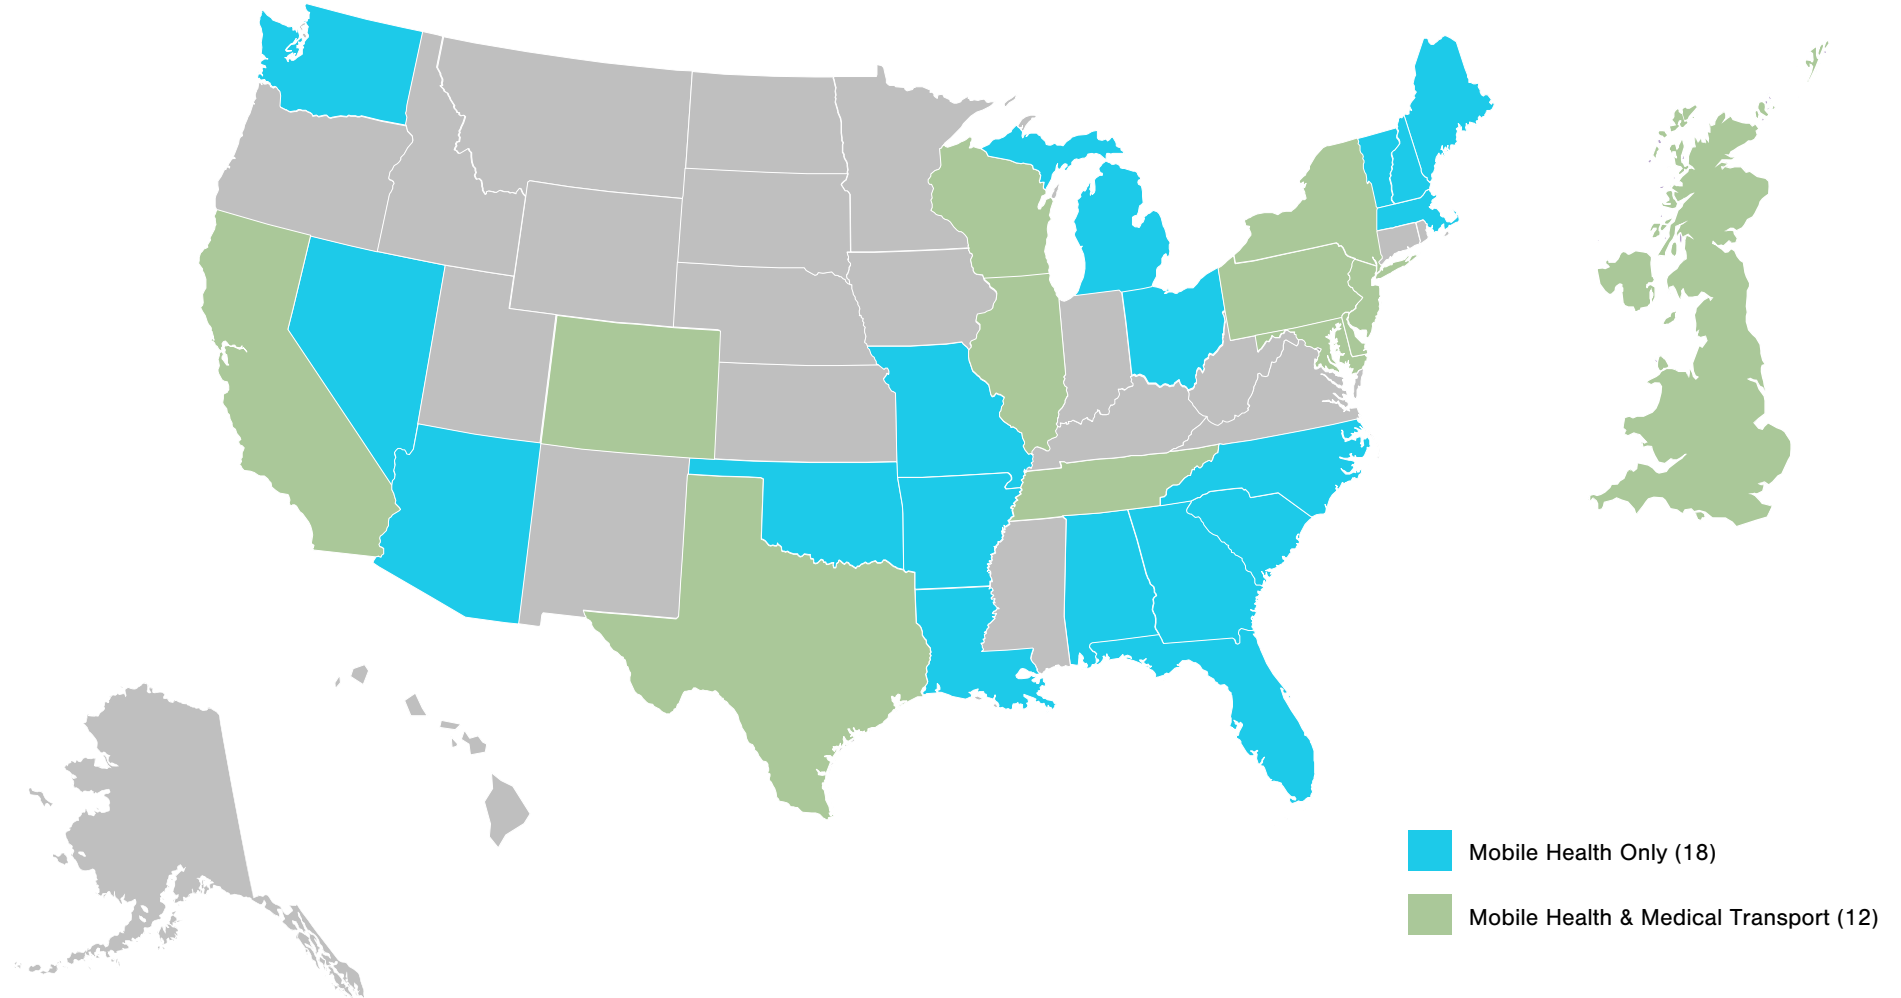 Mobile Health Only (18)
Mobile Health & Medical Transport (12)